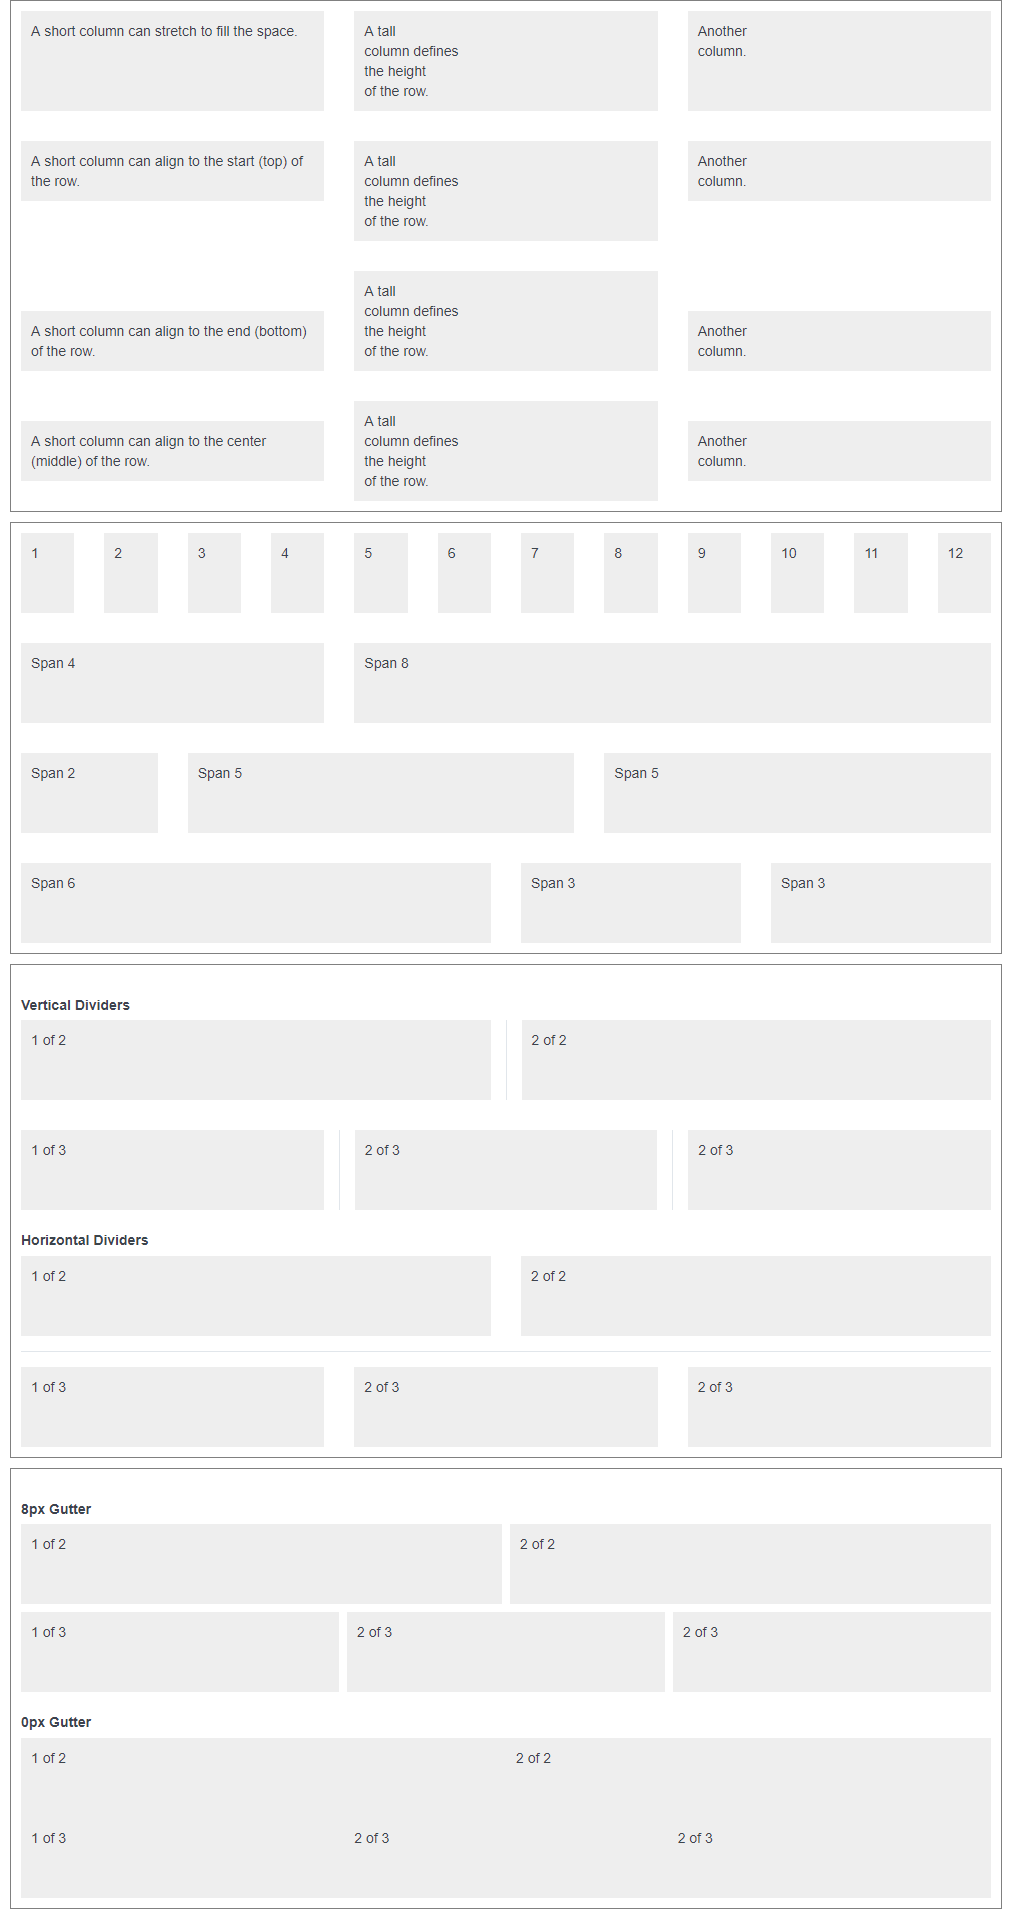 A short column can stretch to fill the space.
A tall
column defines
the height
of the row.
Another
column.
A short column can align to the start (top) of
the row.
A tall
column defines
the height
of the row.
Another
column.
A short column can align to the end (bottom)
of the row.
A tall
column defines
the height
of the row.
Another
column.
A short column can align to the center
(middle) of the row.
A tall
column defines
the height
of the row.
Another
column.
1
2
3
4
5
6
7
8
9
10
11
12
Span 4
Span 8
Span 2
Span 5
Span 5
Span 6
Span 3
Span 3
Vertical Dividers
1 of 2
2 of 2
1 of 3
2 of 3
2 of 3
Horizontal Dividers
1 of 2
2 of 2
1 of 3
2 of 3
2 of 3
8px Gutter
1 of 2
2 of 2
1 of 3
2 of 3
2 of 3
0px Gutter
1 of 2
2 of 2
1 of 3
2 of 3
2 of 3